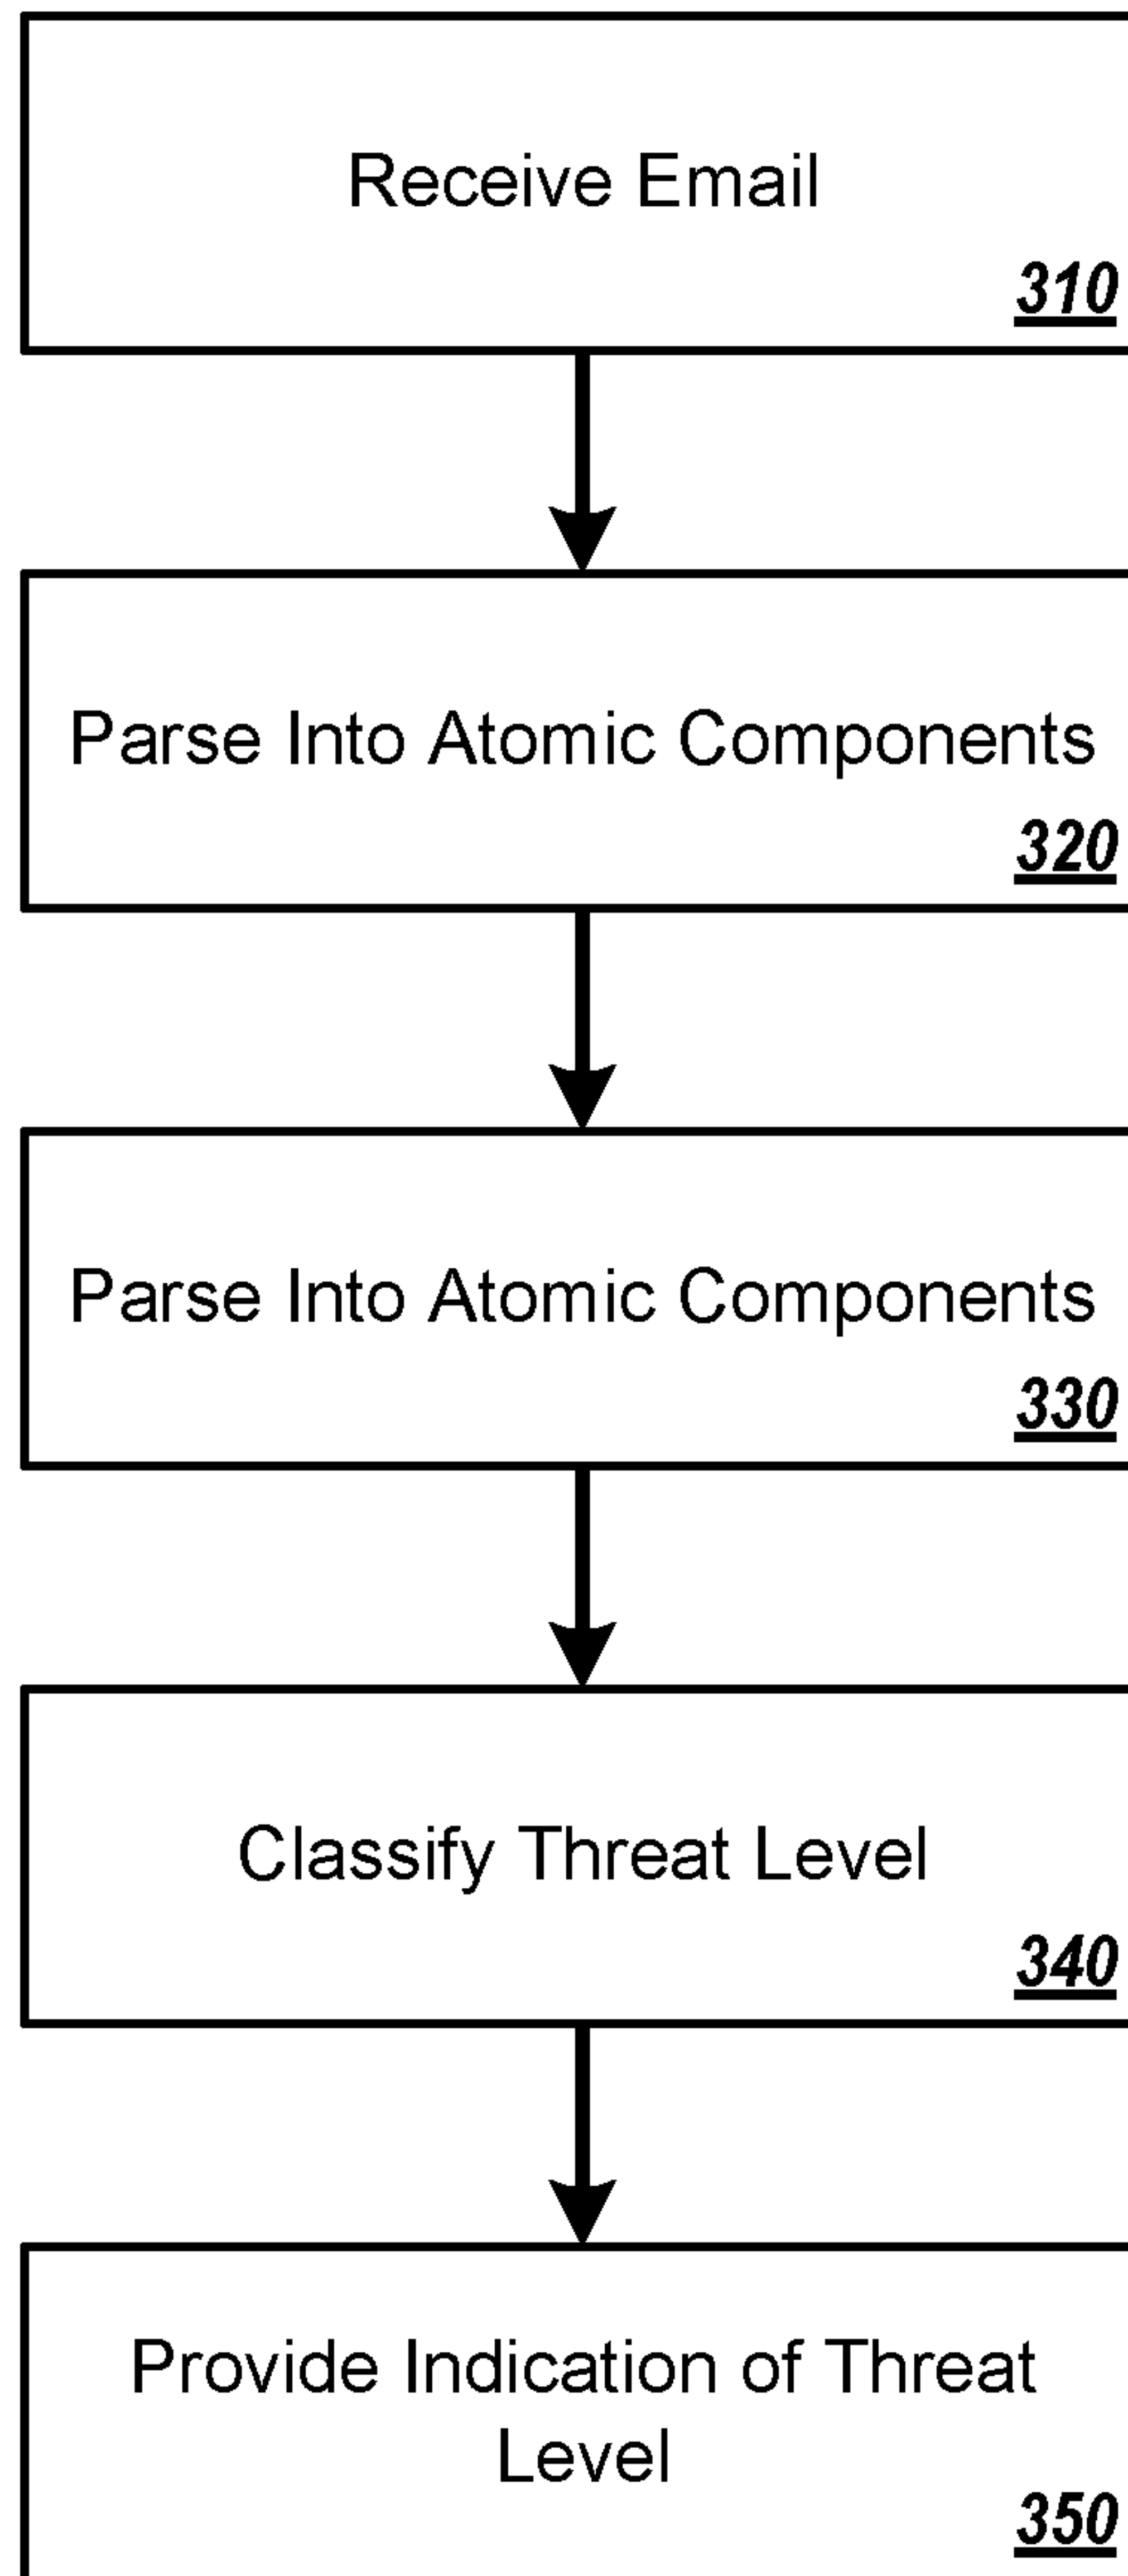 Receive Email
310
Parse Into Atomic Components
320
Parse Into Atomic Components
330
Classify Threat Level
340
Provide Indication of Threat
Level
350